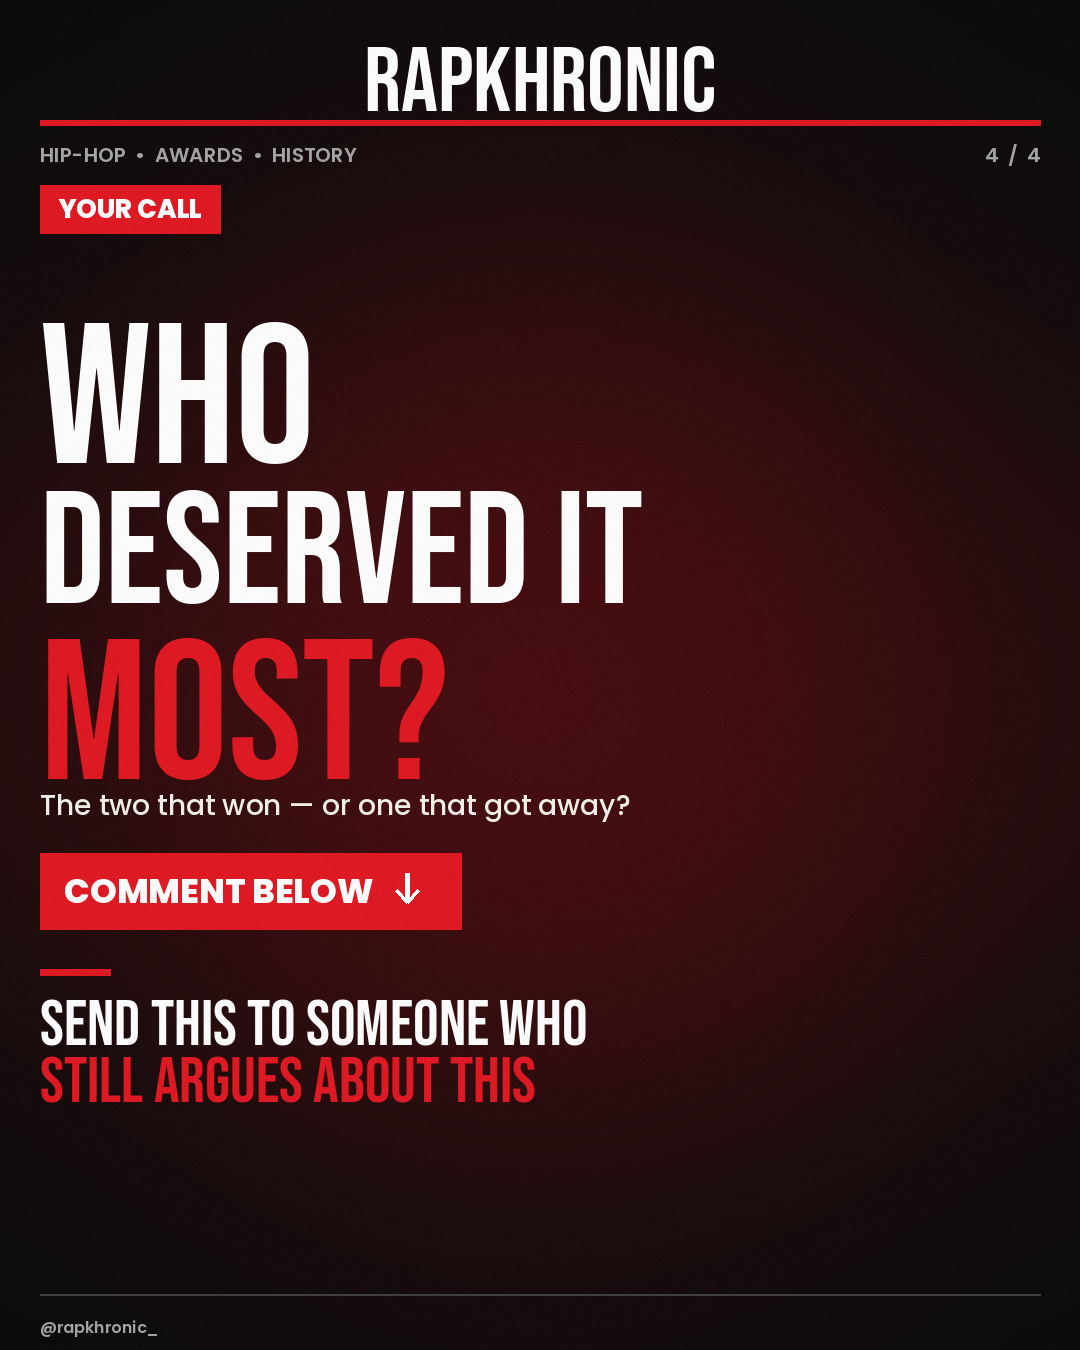 RAPKHRONIC
HIP-HOP • AWARDS • HISTORY
4 / 4
YOUR CALL
WHO
DESERVED IT
MOST?
The two that won — or one that got away?
COMMENT BELOW ↓
SEND THIS TO SOMEONE WHO
STILL ARGUES ABOUT THIS
@rapkhronic_